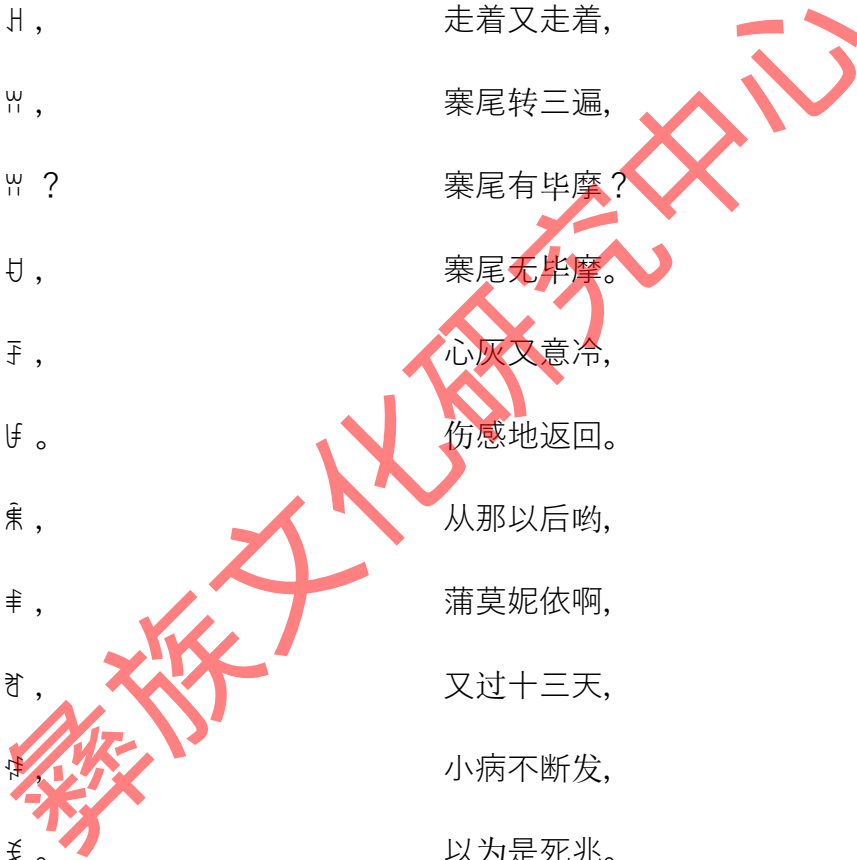 走着又走着,
寨尾转三遍,
寨尾有毕摩？
寨尾无毕摩。
心灰又意冷,
伤感地返回。
从那以后哟,
蒲莫妮依啊,
又过十三天,
小病不断发,
以为是死兆。
彝族文化研究中心